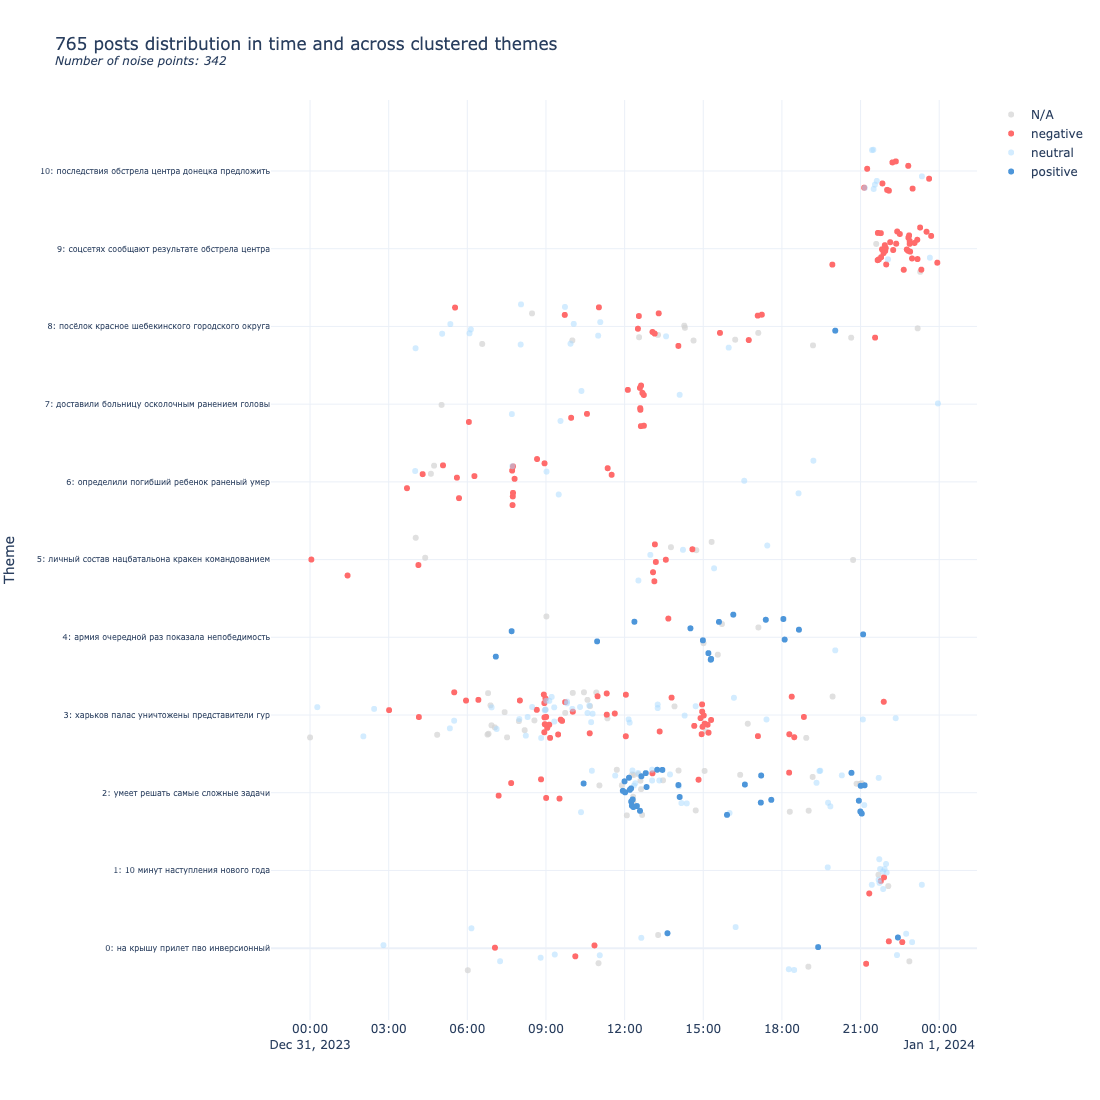 765 posts distribution in time and across clustered themes
Number of noise points: 342
N/A
negative
neutral
positive
Theme
10: последствия обстрела центра донецка предложить
9: соцсетях сообщают результате обстрела центра
8: посёлок красное шебекинского городского округа
7: доставили больницу осколочным ранением головы
6: определили погибший ребенок раненый умер
5: личный состав нацбатальона кракен командованием
4: армия очередной раз показала непобедимость
3: харьков палас уничтожены представители гур
2: умеет решать самые сложные задачи
1: 10 минут наступления нового года
0: на крышу прилет пво инверсионный
00:00 03:00 06:00 09:00 12:00 15:00 18:00 21:00 00:00
Dec 31, 2023 Jan 1, 2024